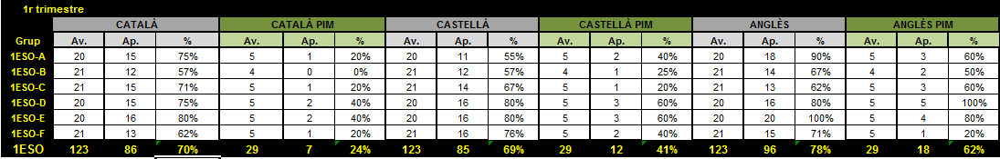 1r trimestre
CATALÀ CATALÀ PIM CASTELLÀ CASTELLÀ PIM ANGLÈS ANGLÈS PIM
Grup Av. Ap. % Av. Ap. % Av. Ap. % Av. Ap. % Av. Ap. % Av. Ap. %
1ESO-A 20 15 75% 5 1 20% 20 11 55% 5 2 40% 20 18 90% 5 3 60%
1ESO-B 21 12 57% 4 0 0% 21 12 57% 4 1 25% 21 14 67% 4 2 50%
1ESO-C 21 15 71% 5 1 20% 21 14 67% 5 1 20% 21 13 62% 5 3 60%
1ESO-D 20 15 75% 5 2 40% 20 16 80% 5 3 60% 20 16 80% 5 5 100%
1ESO-E 20 16 80% 5 2 40% 20 16 80% 5 3 60% 20 20 100% 5 4 80%
1ESO-F 21 13 62% 5 1 20% 21 16 76% 5 2 40% 21 15 71% 5 1 20%
1ESO 123 86 70% 29 7 24% 123 85 69% 29 12 41% 123 96 78% 29 18 62%